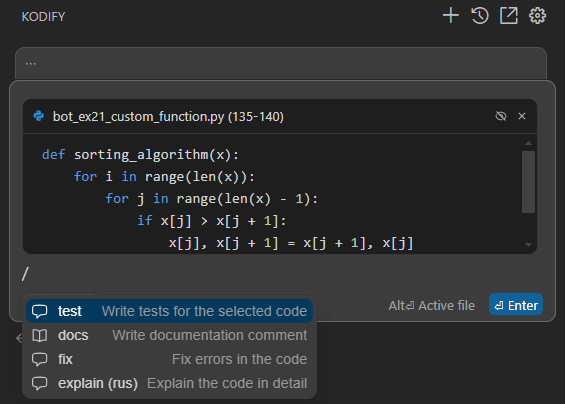 KODIFY
...
bot_ex21_custom_function.py (135-140)
def sorting_algorithm(x):
    for i in range(len(x)):
        for j in range(len(x) - 1):
            if x[j] > x[j + 1]:
                x[j], x[j + 1] = x[j + 1], x[j]
/
Alt⏎ Active file ⏎ Enter
test Write tests for the selected code
docs Write documentation comment
fix Fix errors in the code
explain (rus) Explain the code in detail